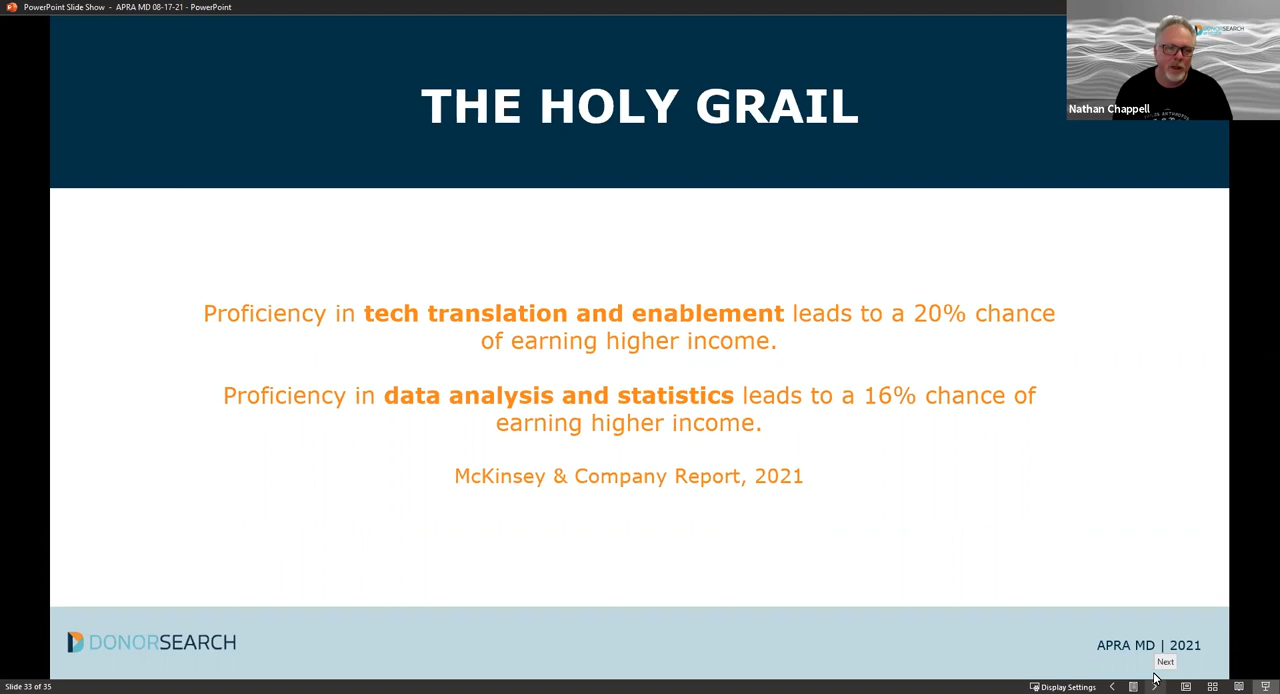 PowerPoint Slide Show - APRA MD 08-17-21 - PowerPoint
DONORSEARCH
Nathan Chappell
THE HOLY GRAIL
Proficiency in tech translation and enablement leads to a 20% chance
of earning higher income.
Proficiency in data analysis and statistics leads to a 16% chance of
earning higher income.
McKinsey & Company Report, 2021
DONORSEARCH
APRA MD | 2021
Next
Slide 33 of 35
Display Settings